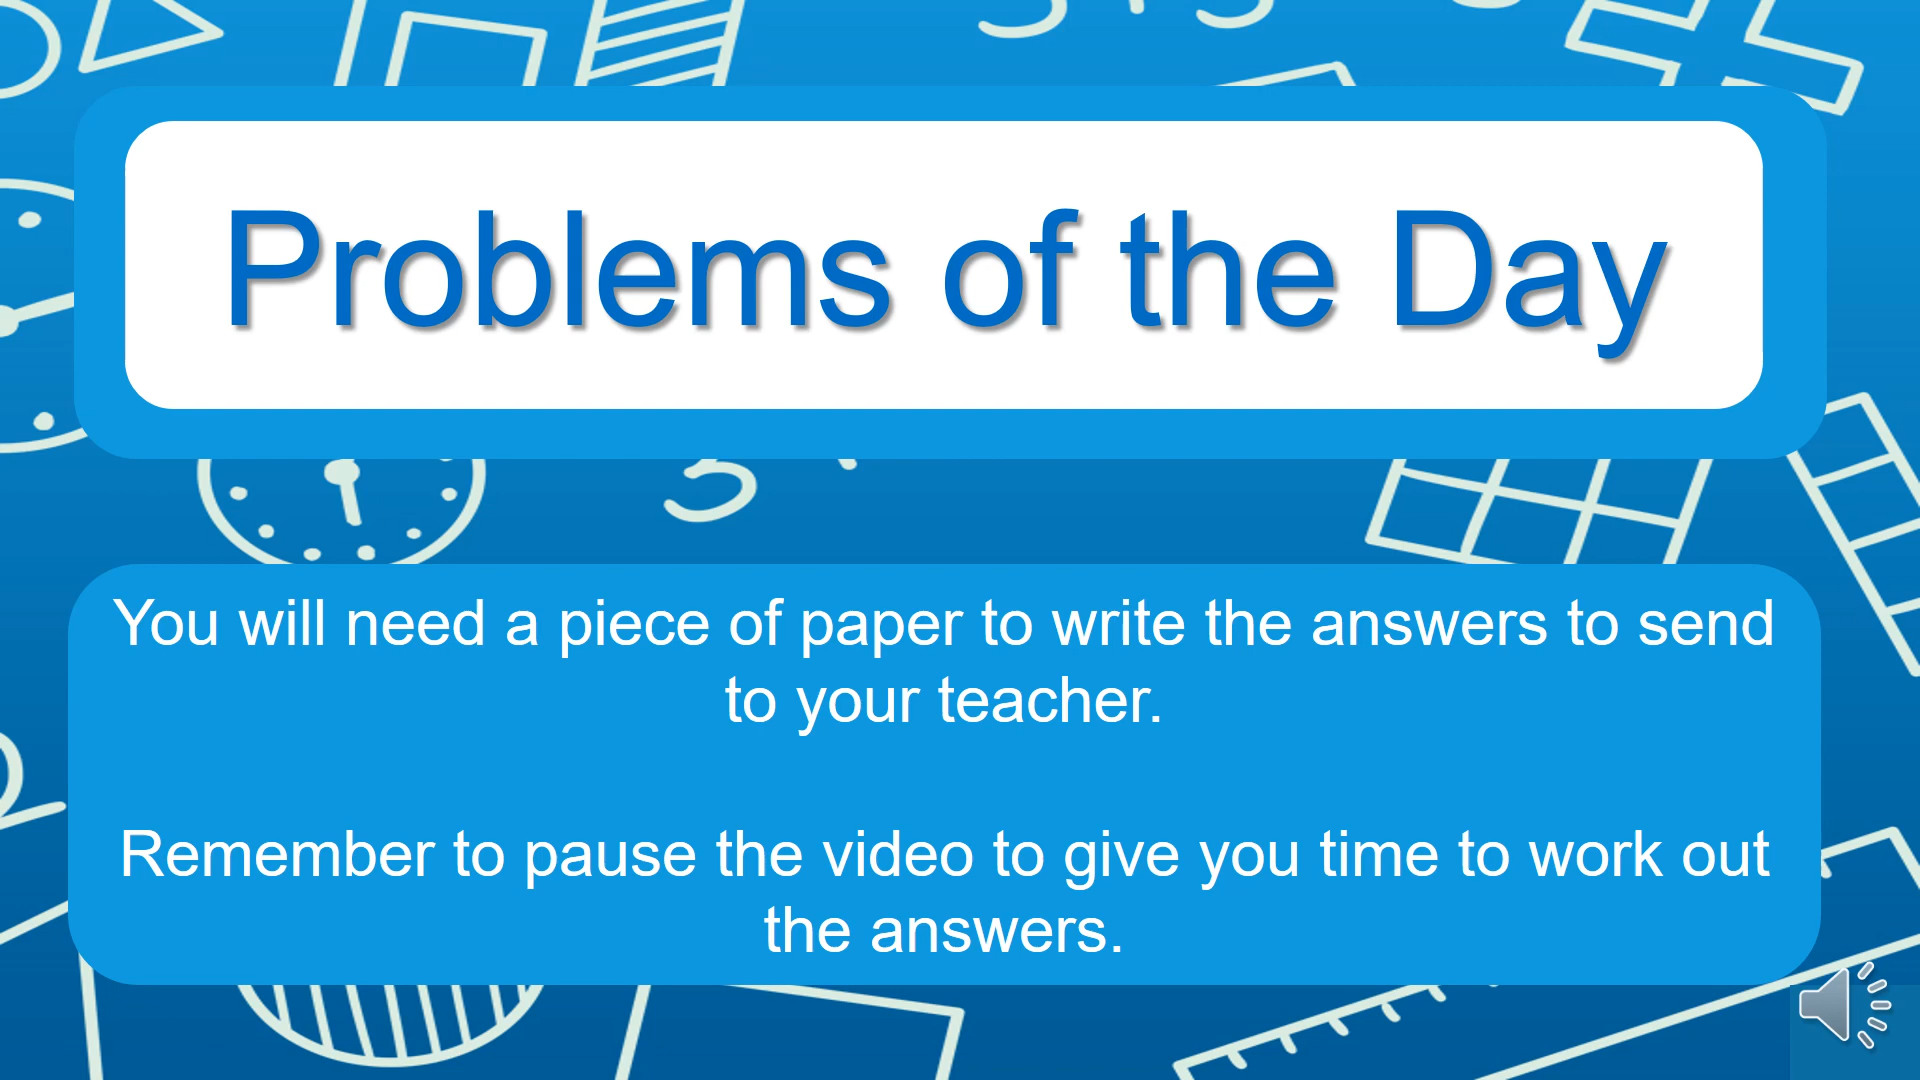 Problems of the Day
You will need a piece of paper to write the answers to send
to your teacher.
Remember to pause the video to give you time to work out
the answers.